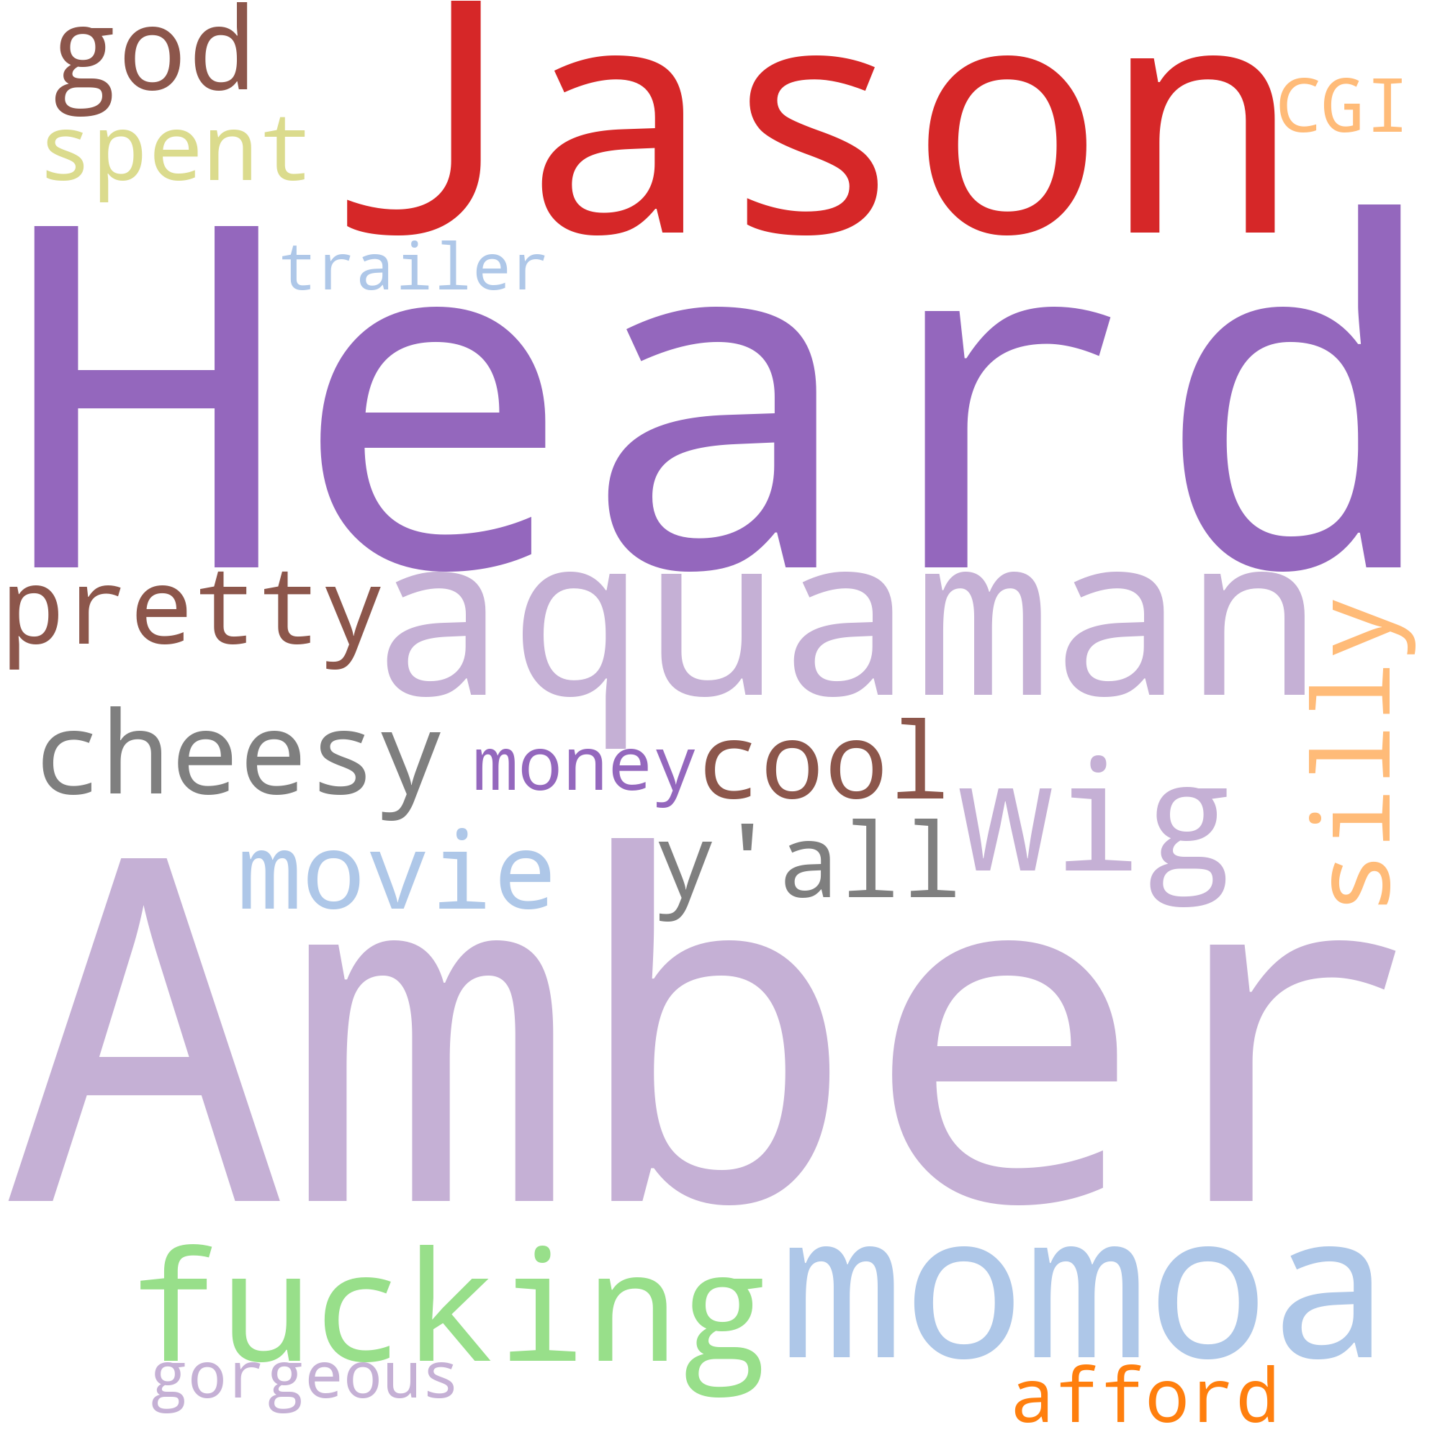 god
Jason
CGI
spent
trailer
Heard
pretty
aquaman
silly
cheesy
money
cool
wig
movie
y'all
Amber
fucking
momoa
gorgeous
afford